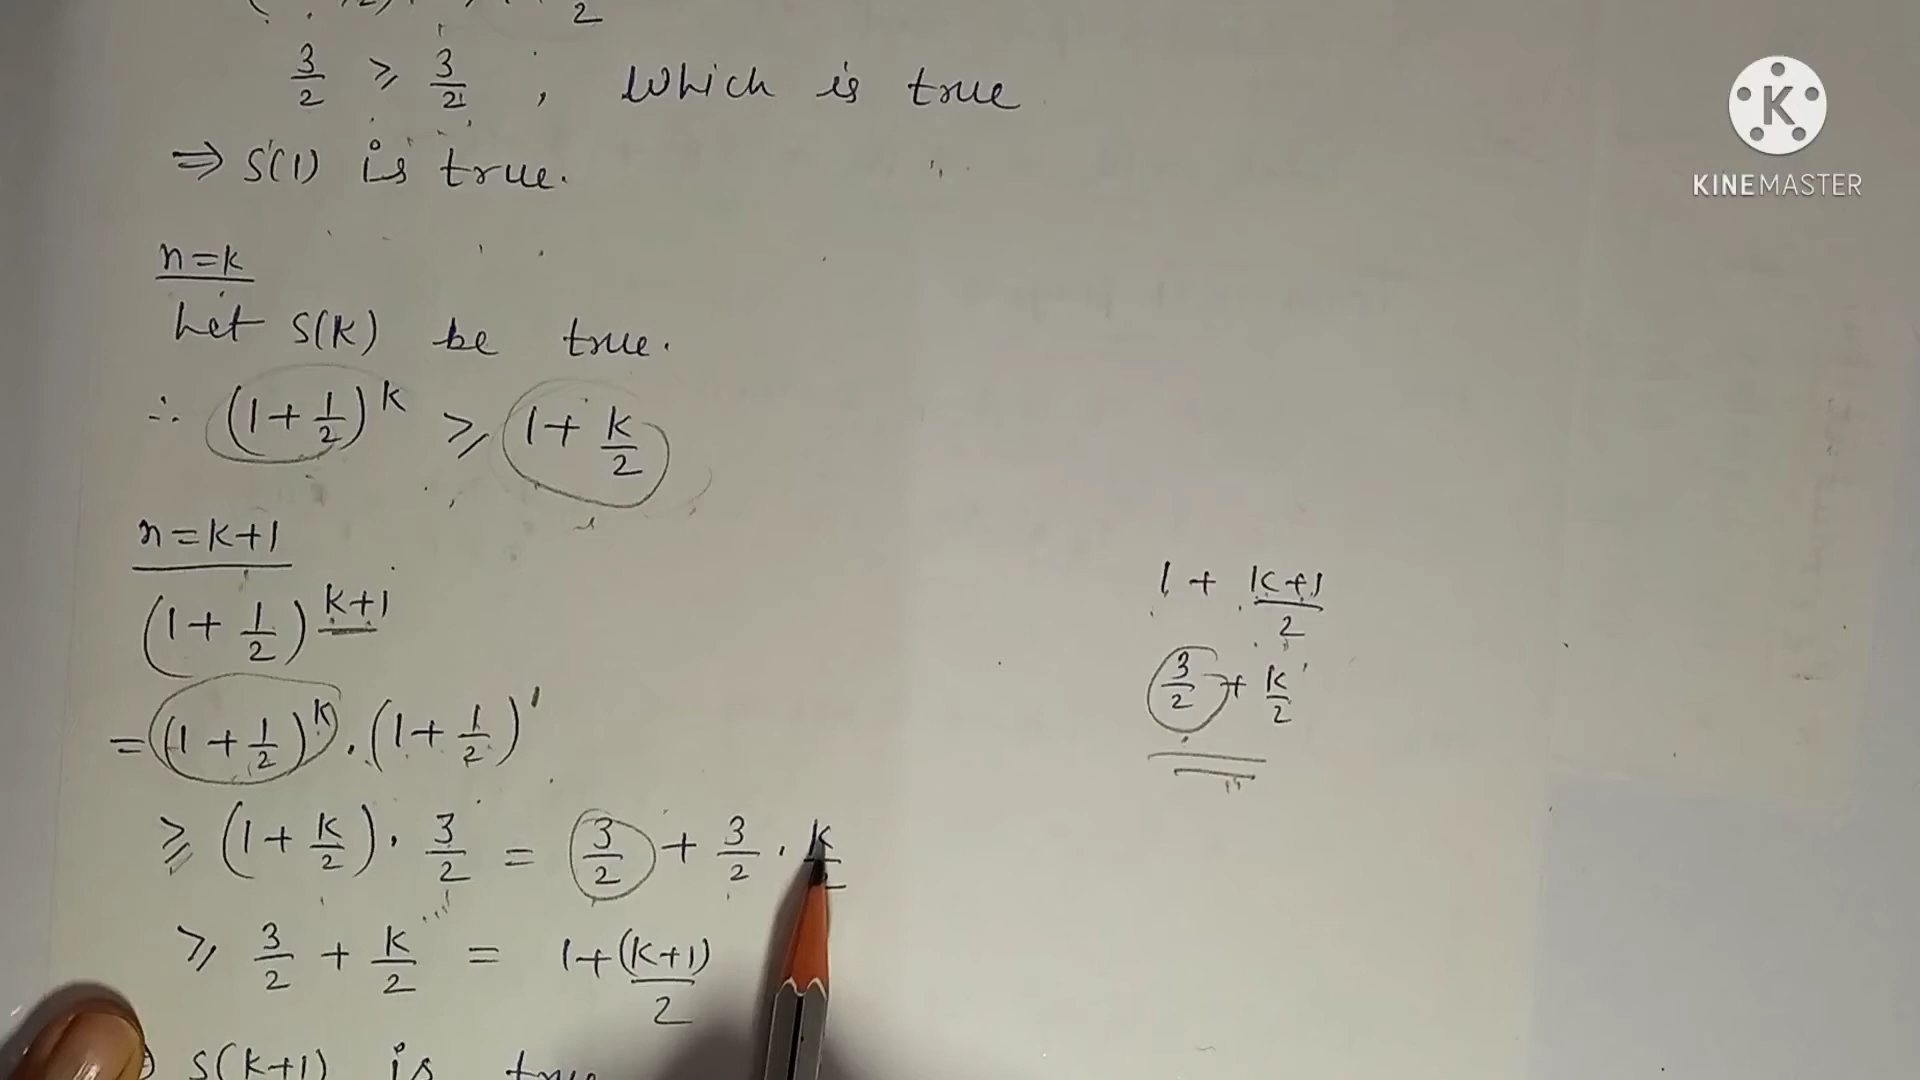 3/2 ≥ 3/2, Which is true
⇒ S(1) is true.
n=k
Let S(k) be true.
∴ (1+1/2)^k ≥ 1+k/2
n=k+1
(1+1/2)^(k+1)
=(1+1/2)^k . (1+1/2)^1
≥ (1+k/2) . 3/2 = 3/2 + 3/2 . k/2
≥ 3/2 + k/2 = 1+(k+1)/2
S(k+1) is true
1 + (k+1)/2
3/2 + k/2
K
KINEMASTER